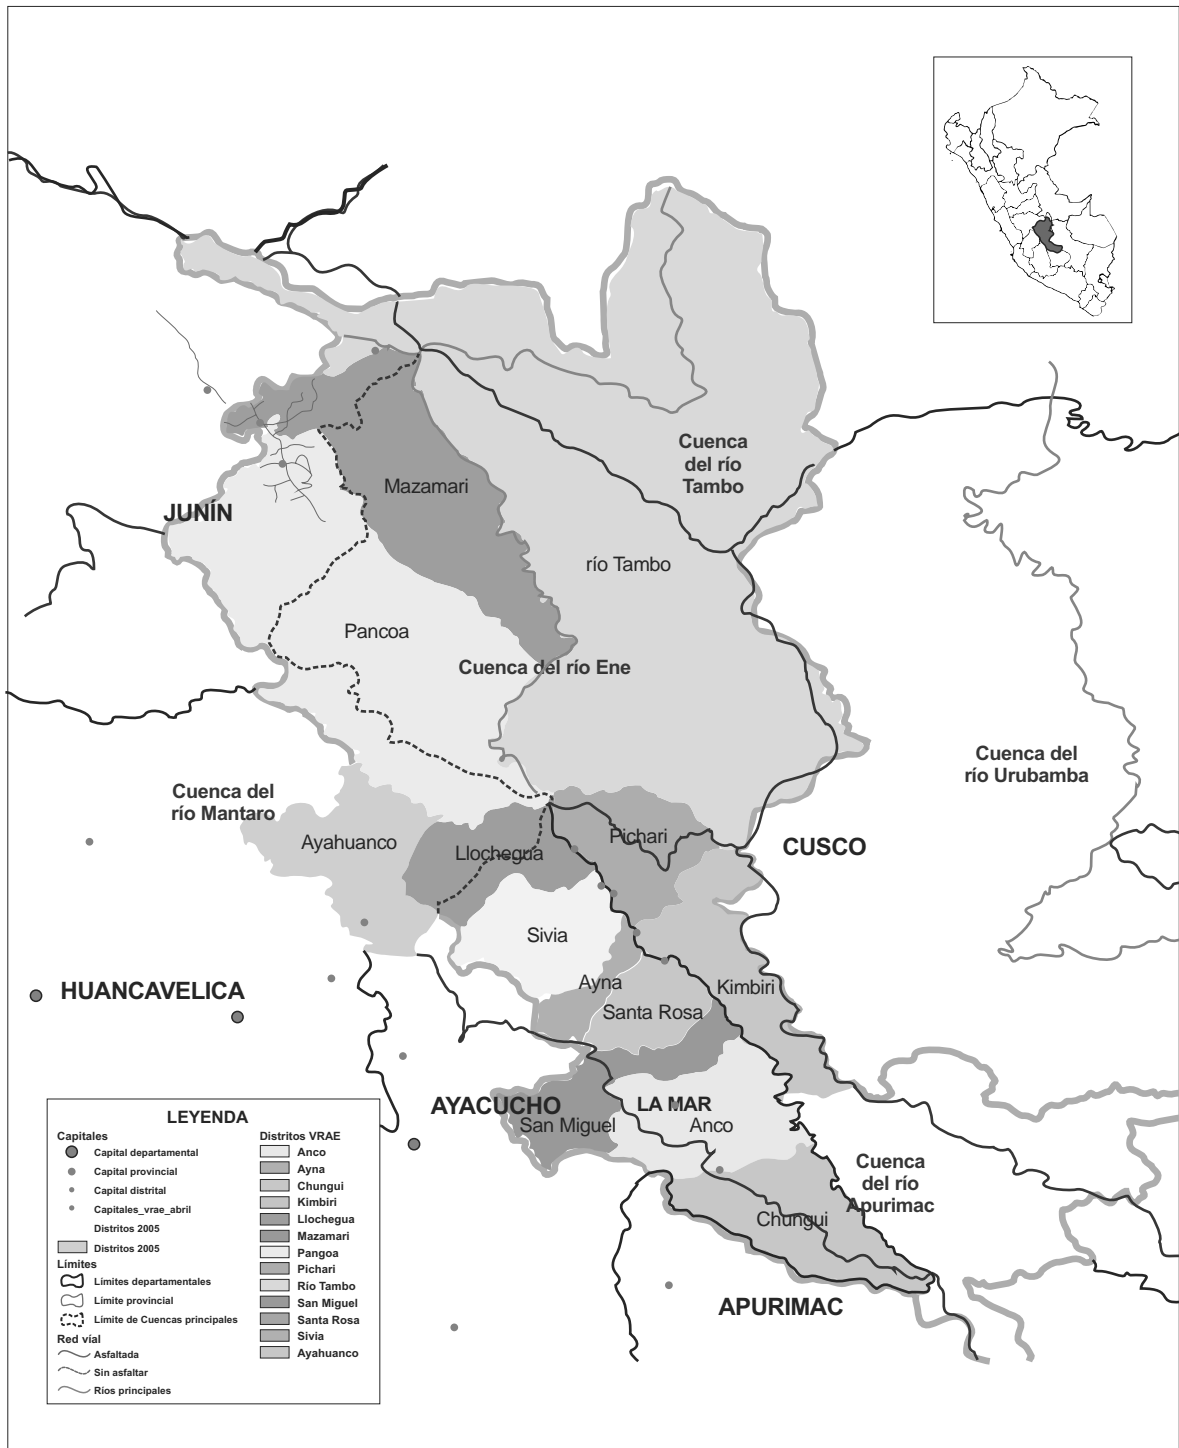 Cuenca
del río
Tambo
Mazamari
JUNÍN
río Tambo
Pancoa
Cuenca del río Ene
Cuenca del
río Urubamba
Cuenca del
río Mantaro
Ayahuanco
Llochegua
Pichari
CUSCO
Sivia
Ayna
Kimbiri
HUANCAVELICA
Santa Rosa
AYACUCHO
LA MAR
San Miguel
Anco
Cuenca
del río
Apurimac
Chungui
APURIMAC
LEYENDA
Capitales
Capital departamental
Capital provincial
Capital distrital
Capitales_vrae_abril
Distritos 2005
Distritos 2005
Límites
Límites departamentales
Límite provincial
Límite de Cuencas principales
Red víal
Asfaltada
Sin asfaltar
Ríos principales
Distritos VRAE
Anco
Ayna
Chungui
Kimbiri
Llochegua
Mazamari
Pangoa
Pichari
Río Tambo
San Miguel
Santa Rosa
Sivia
Ayahuanco